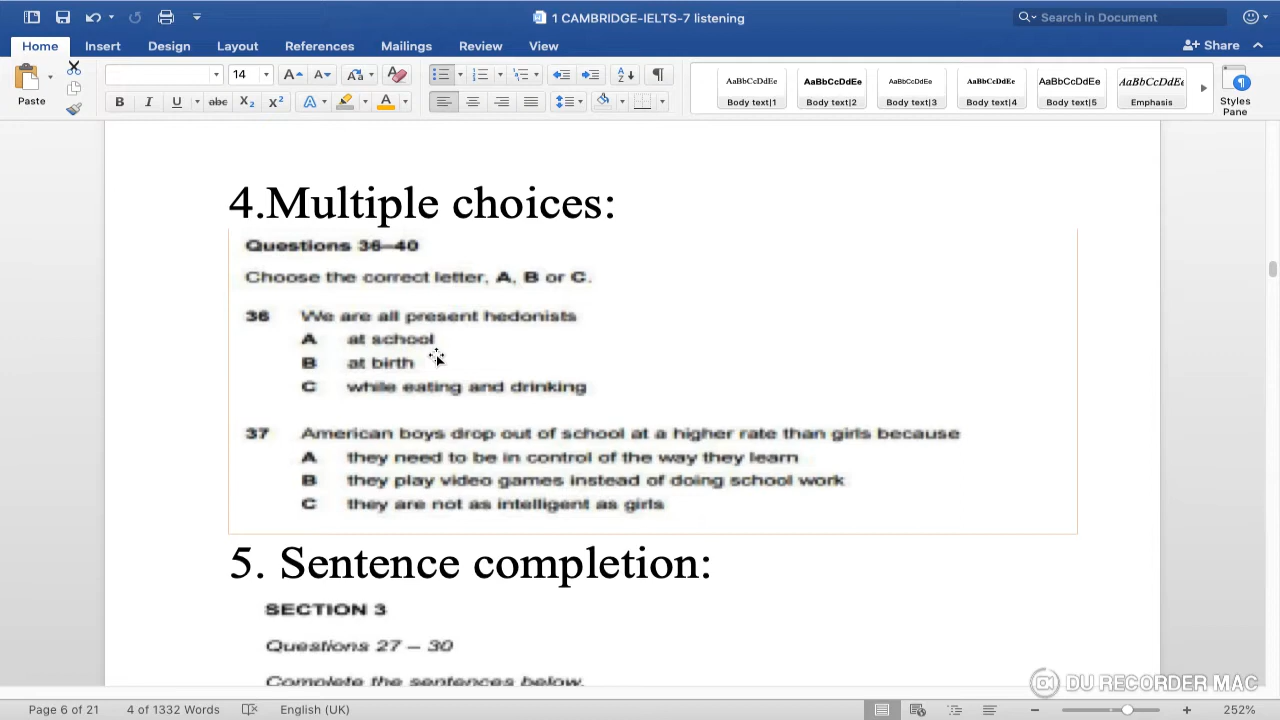 1 CAMBRIDGE-IELTS-7 listening
Search in Document
Home Insert Design Layout References Mailings Review View Share
Paste
14
Body text|1 Body text|2 Body text|3 Body text|4 Body text|5 Emphasis
Styles Pane
4.Multiple choices:
Questions 36–40
Choose the correct letter, A, B or C.
36 We are all present hedonists
A at school
B at birth
C while eating and drinking
37 American boys drop out of school at a higher rate than girls because
A they need to be in control of the way they learn
B they play video games instead of doing school work
C they are not as intelligent as girls
5. Sentence completion:
SECTION 3
Questions 27 – 30
Complete the sentences below.
DU RECORDER MAC
Page 6 of 21 4 of 1332 Words English (UK) 252%